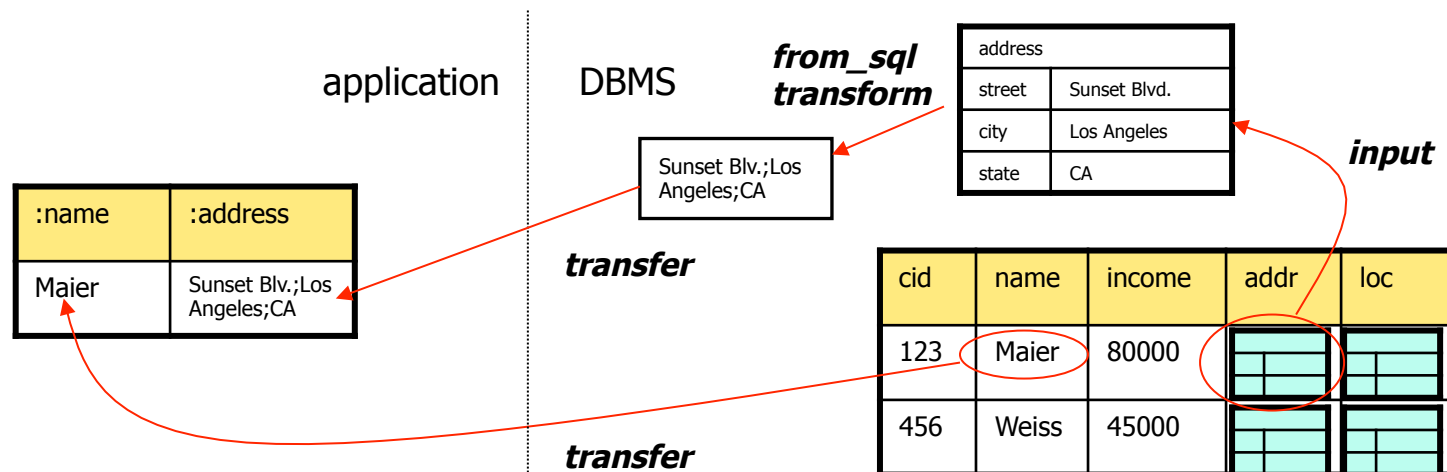 application
DBMS
from_sql
transform
address
street Sunset Blvd.
city Los Angeles
state CA
input
Sunset Blv.;Los
Angeles;CA
:name :address
Maier Sunset Blv.;Los
Angeles;CA
transfer
cid name income addr loc
123 Maier 80000
456 Weiss 45000
transfer